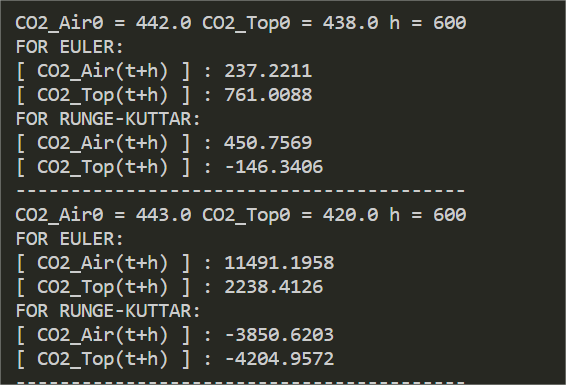 CO2_Air0 = 442.0 CO2_Top0 = 438.0 h = 600
FOR EULER:
[ CO2_Air(t+h) ] : 237.2211
[ CO2_Top(t+h) ] : 761.0088
FOR RUNGE-KUTTAR:
[ CO2_Air(t+h) ] : 450.7569
[ CO2_Top(t+h) ] : -146.3406
-----------------------------------------
CO2_Air0 = 443.0 CO2_Top0 = 420.0 h = 600
FOR EULER:
[ CO2_Air(t+h) ] : 11491.1958
[ CO2_Top(t+h) ] : 2238.4126
FOR RUNGE-KUTTAR:
[ CO2_Air(t+h) ] : -3850.6203
[ CO2_Top(t+h) ] : -4204.9572
-----------------------------------------